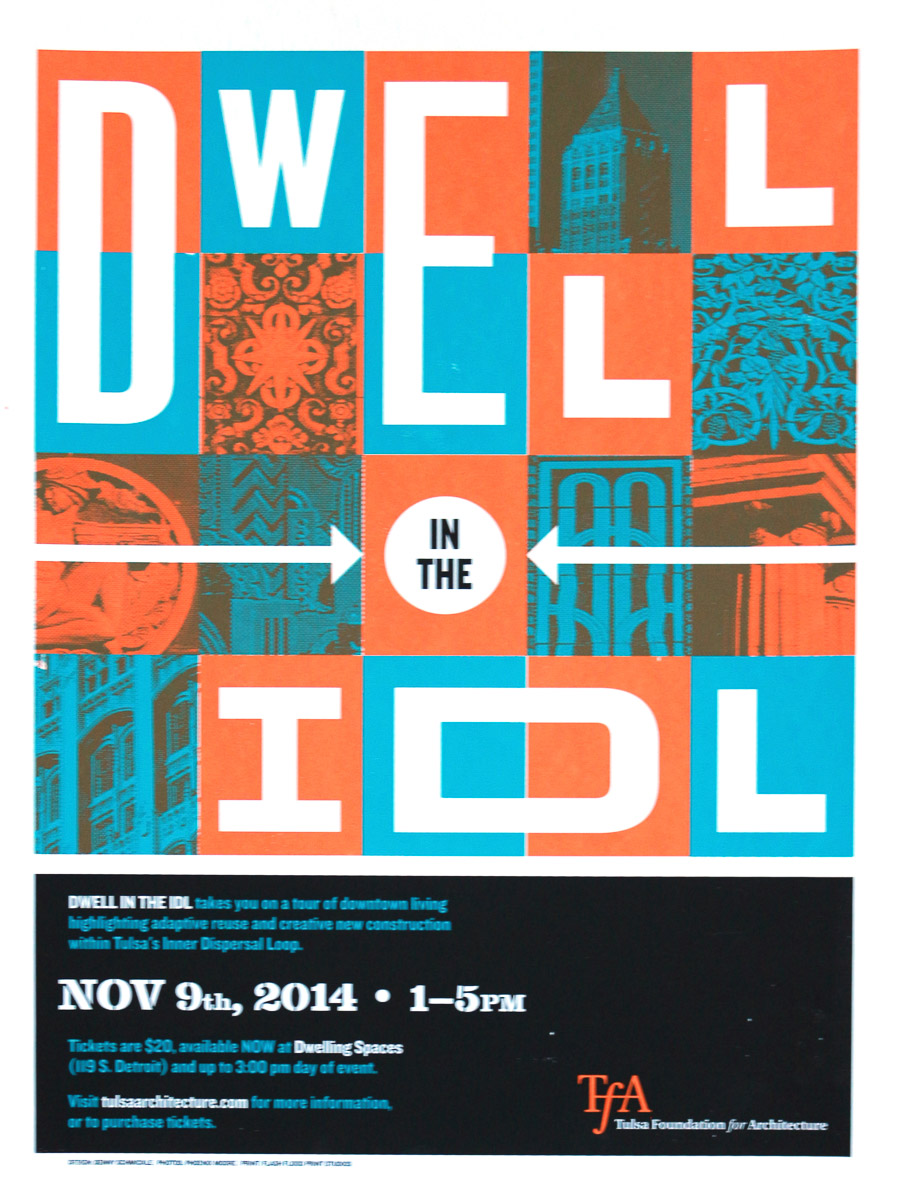 DWELL
IN
THE
IDL
DWELL IN THE IDL takes you on a tour of downtown living
highlighting adaptive reuse and creative new construction
within Tulsa's Inner Dispersal Loop.
NOV 9th, 2014 • 1–5PM
Tickets are $20, available NOW at Dwelling Spaces
(119 S. Detroit) and up to 3:00 pm day of event.
Visit tulsaarchitecture.com for more information,
or to purchase tickets.
TfA
Tulsa Foundation for Architecture